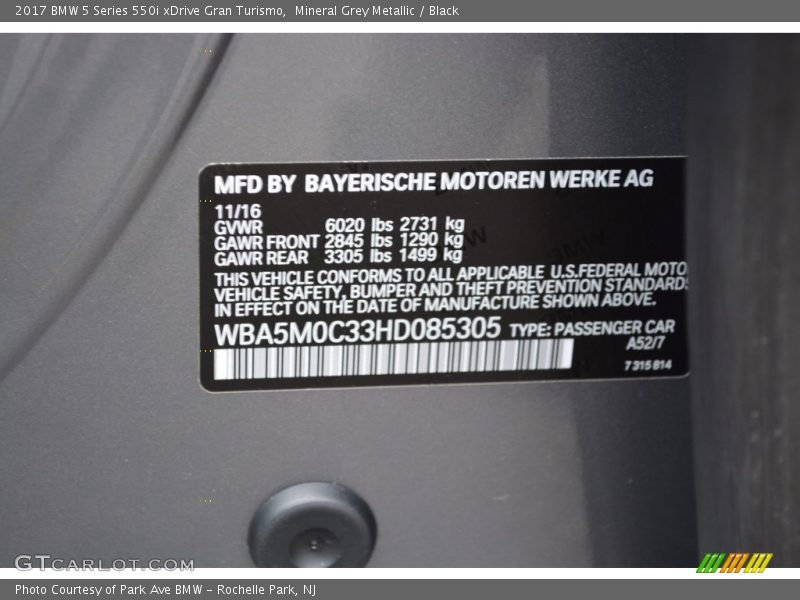 2017 BMW 5 Series 550i xDrive Gran Turismo,  Mineral Grey Metallic / Black
MFD BY BAYERISCHE MOTOREN WERKE AG
11/16
GVWR 6020 lbs 2731 kg
GAWR FRONT 2845 lbs 1290 kg
GAWR REAR 3305 lbs 1499 kg
THIS VEHICLE CONFORMS TO ALL APPLICABLE U.S.FEDERAL MOTO
VEHICLE SAFETY, BUMPER AND THEFT PREVENTION STANDARDS
IN EFFECT ON THE DATE OF MANUFACTURE SHOWN ABOVE.
WBA5M0C33HD085305 TYPE: PASSENGER CAR
A52/7
7 315 814
GTCARLOT.COM
Photo Courtesy of Park Ave BMW - Rochelle Park, NJ